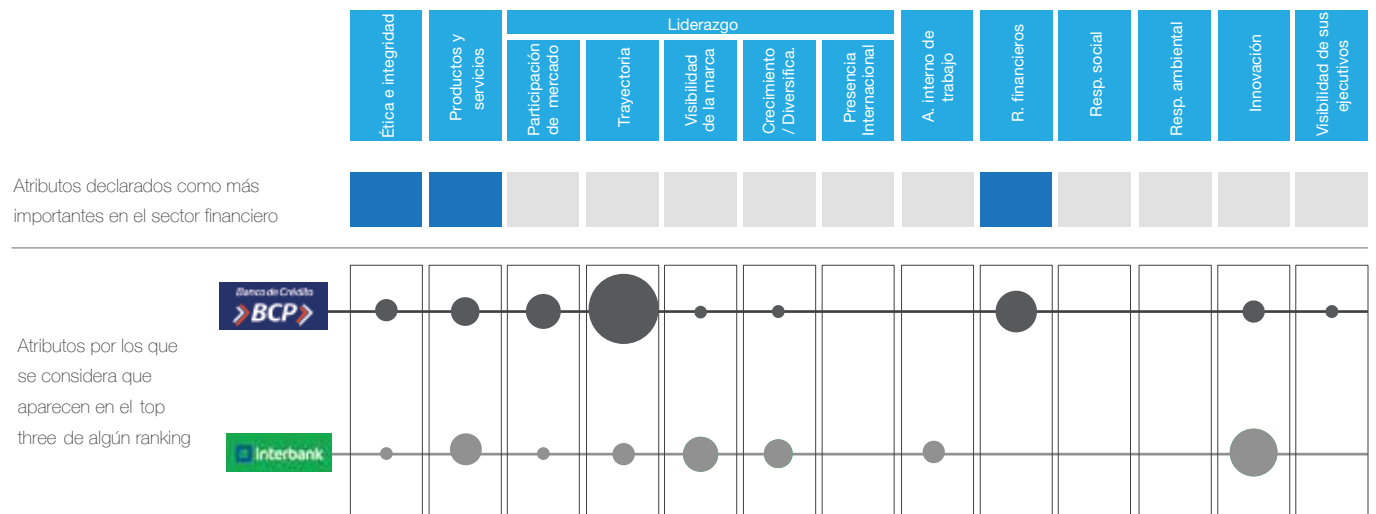 Liderazgo
Ética e integridad
Productos y
servicios
Participación
de mercado
Trayectoria
Visibilidad
de la marca
Crecimiento
/ Diversifica.
Presencia
Internacional
A. interno de
trabajo
R. financieros
Resp. social
Resp. ambiental
Innovación
Visibilidad de sus
ejecutivos
Atributos declarados como más
importantes en el sector financiero
Banco de Crédito
BCP
Atributos por los que
se considera que
aparecen en el top
three de algún ranking
Interbank